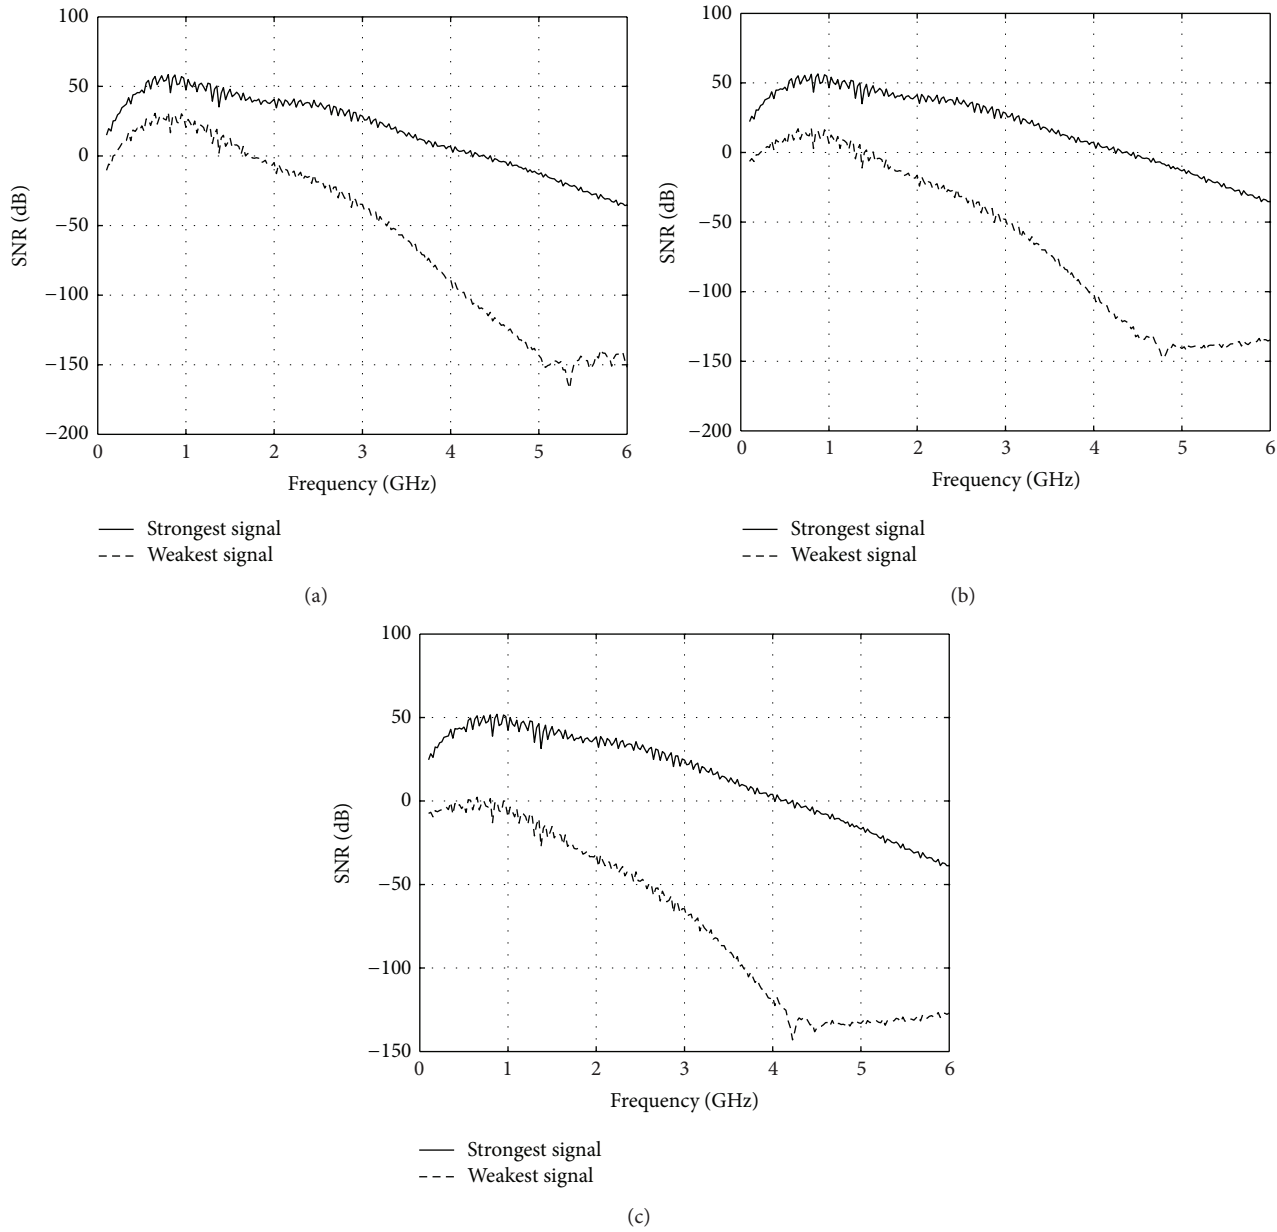 100
50
0
−50
−100
−150
−200
SNR (dB)
0 1 2 3 4 5 6
Frequency (GHz)
Strongest signal
Weakest signal
(a)
100
50
0
−50
−100
−150
−200
SNR (dB)
0 1 2 3 4 5 6
Frequency (GHz)
Strongest signal
Weakest signal
(b)
100
50
0
−50
−100
−150
SNR (dB)
0 1 2 3 4 5 6
Frequency (GHz)
Strongest signal
Weakest signal
(c)